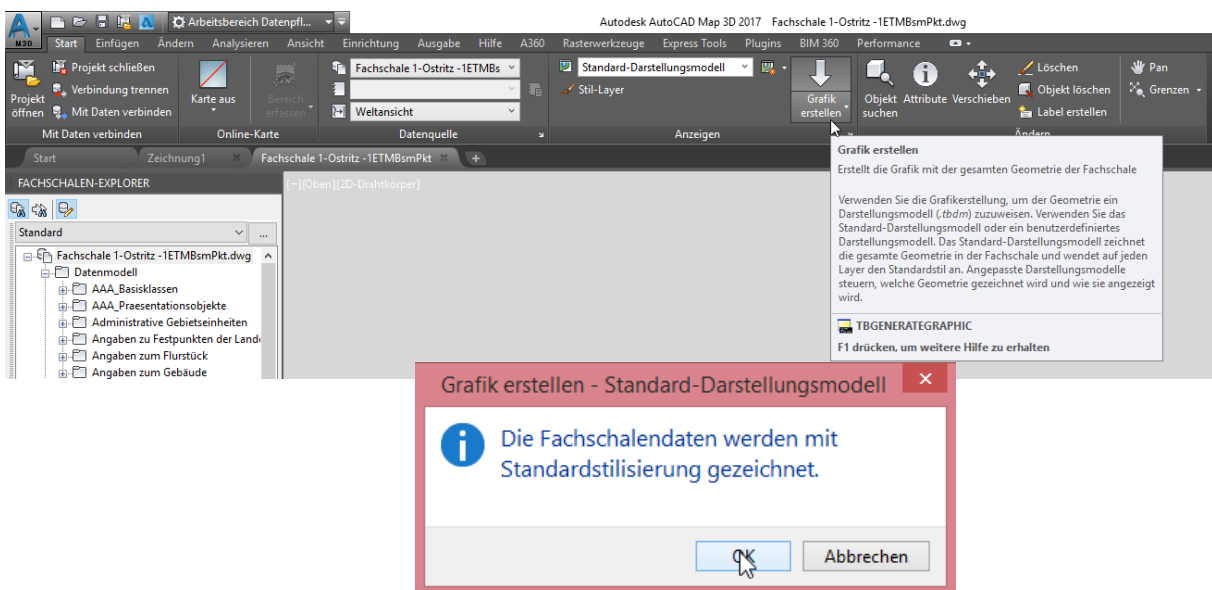 M3D
Arbeitsbereich Datenpfl...
Autodesk AutoCAD Map 3D 2017 Fachschale 1-Ostritz -1ETMBsmPkt.dwg
Start Einfügen Ändern Analysieren Ansicht Einrichtung Ausgabe Hilfe A360 Rasterwerkzeuge Express Tools Plugins BIM 360 Performance
Projekt öffnen
Projekt schließen
Verbindung trennen
Mit Daten verbinden
Mit Daten verbinden
Karte aus
Online-Karte
Bereich erfassen
Fachschale 1-Ostritz -1ETMBs
Weltansicht
Datenquelle
Standard-Darstellungsmodell
Stil-Layer
Grafik erstellen
Anzeigen
Objekt suchen
Attribute
Verschieben
Löschen
Objekt löschen
Label erstellen
Ändern
Pan
Grenzen
Start
Zeichnung1
Fachschale 1-Ostritz -1ETMBsmPkt
FACHSCHALEN-EXPLORER
[−][Oben][2D-Drahtkörper]
Standard
...
Fachschale 1-Ostritz -1ETMBsmPkt.dwg
Datenmodell
AAA_Basisklassen
AAA_Praesentationsobjekte
Administrative Gebietseinheiten
Angaben zu Festpunkten der Lande
Angaben zum Flurstück
Angaben zum Gebäude
Grafik erstellen
Erstellt die Grafik mit der gesamten Geometrie der Fachschale
Verwenden Sie die Grafikerstellung, um der Geometrie ein
Darstellungsmodell (.tbdm) zuzuweisen. Verwenden Sie das
Standard-Darstellungsmodell oder ein benutzerdefiniertes
Darstellungsmodell. Das Standard-Darstellungsmodell zeichnet
die gesamte Geometrie in der Fachschale und wendet auf jeden
Layer den Standardstil an. Angepasste Darstellungsmodelle
steuern, welche Geometrie gezeichnet wird und wie sie angezeigt
wird.
TBGENERATEGRAPHIC
F1 drücken, um weitere Hilfe zu erhalten
Grafik erstellen - Standard-Darstellungsmodell
Die Fachschalendaten werden mit
Standardstilisierung gezeichnet.
OK
Abbrechen